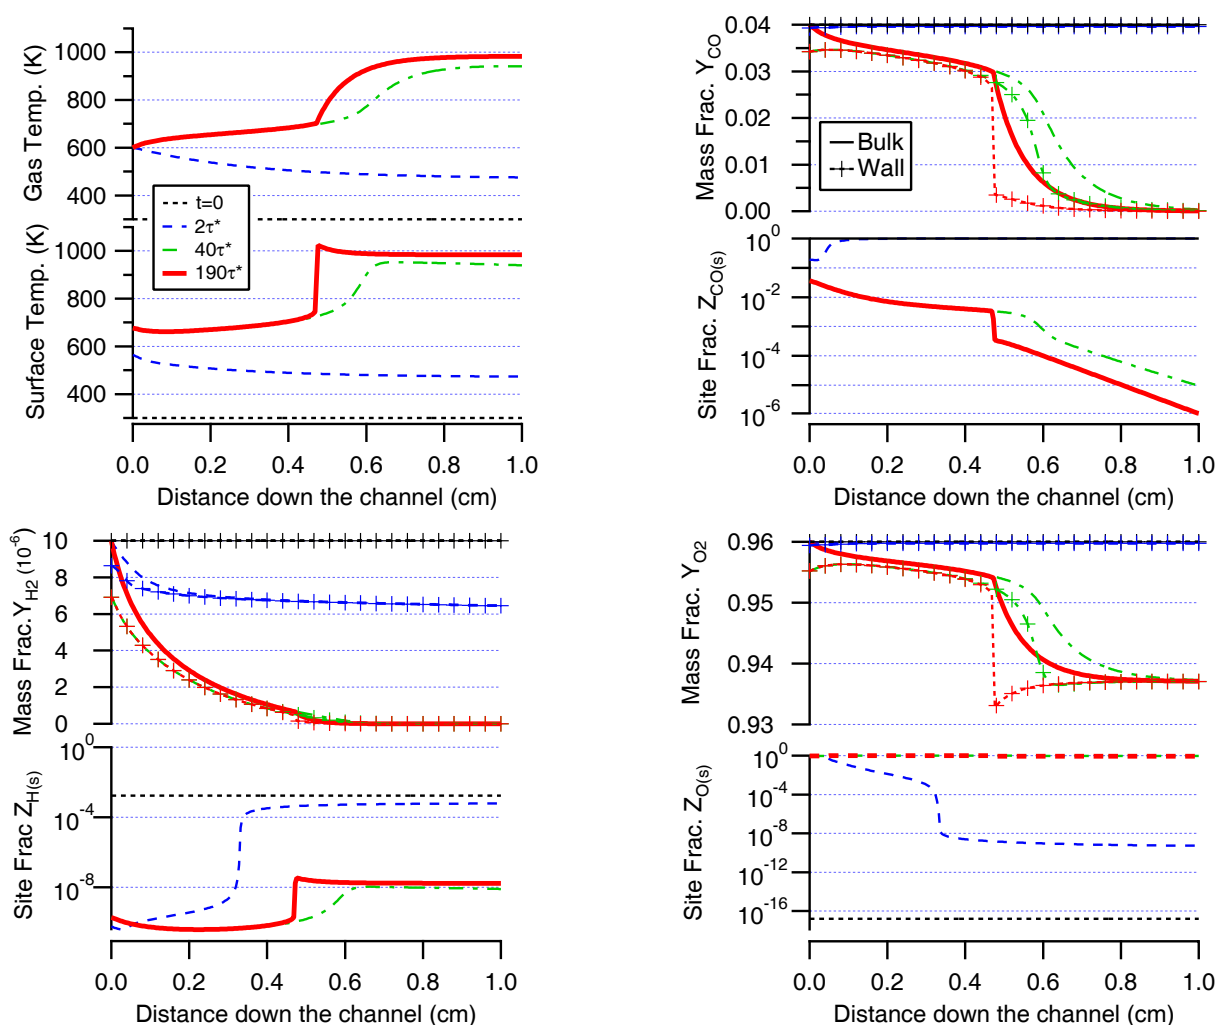 Gas Temp. (K)
1000
800
600
400
t=0
2τ*
40τ*
190τ*
Surface Temp. (K)
1000
800
600
400
0.0 0.2 0.4 0.6 0.8 1.0
Distance down the channel (cm)
Mass Frac. Y_CO
0.04
0.03
0.02
0.01
0.00
Bulk
Wall
Site Frac. Z_CO(s)
10^0
10^-2
10^-4
10^-6
0.0 0.2 0.4 0.6 0.8 1.0
Distance down the channel (cm)
Mass Frac. Y_H2 (10^-6)
10
8
6
4
2
0
Site Frac Z_H(s)
10^0
10^-4
10^-8
0.0 0.2 0.4 0.6 0.8 1.0
Distance down the channel (cm)
Mass Frac. Y_O2
0.96
0.95
0.94
0.93
Site Frac. Z_O(s)
10^0
10^-4
10^-8
10^-12
10^-16
0.0 0.2 0.4 0.6 0.8 1.0
Distance down the channel (cm)